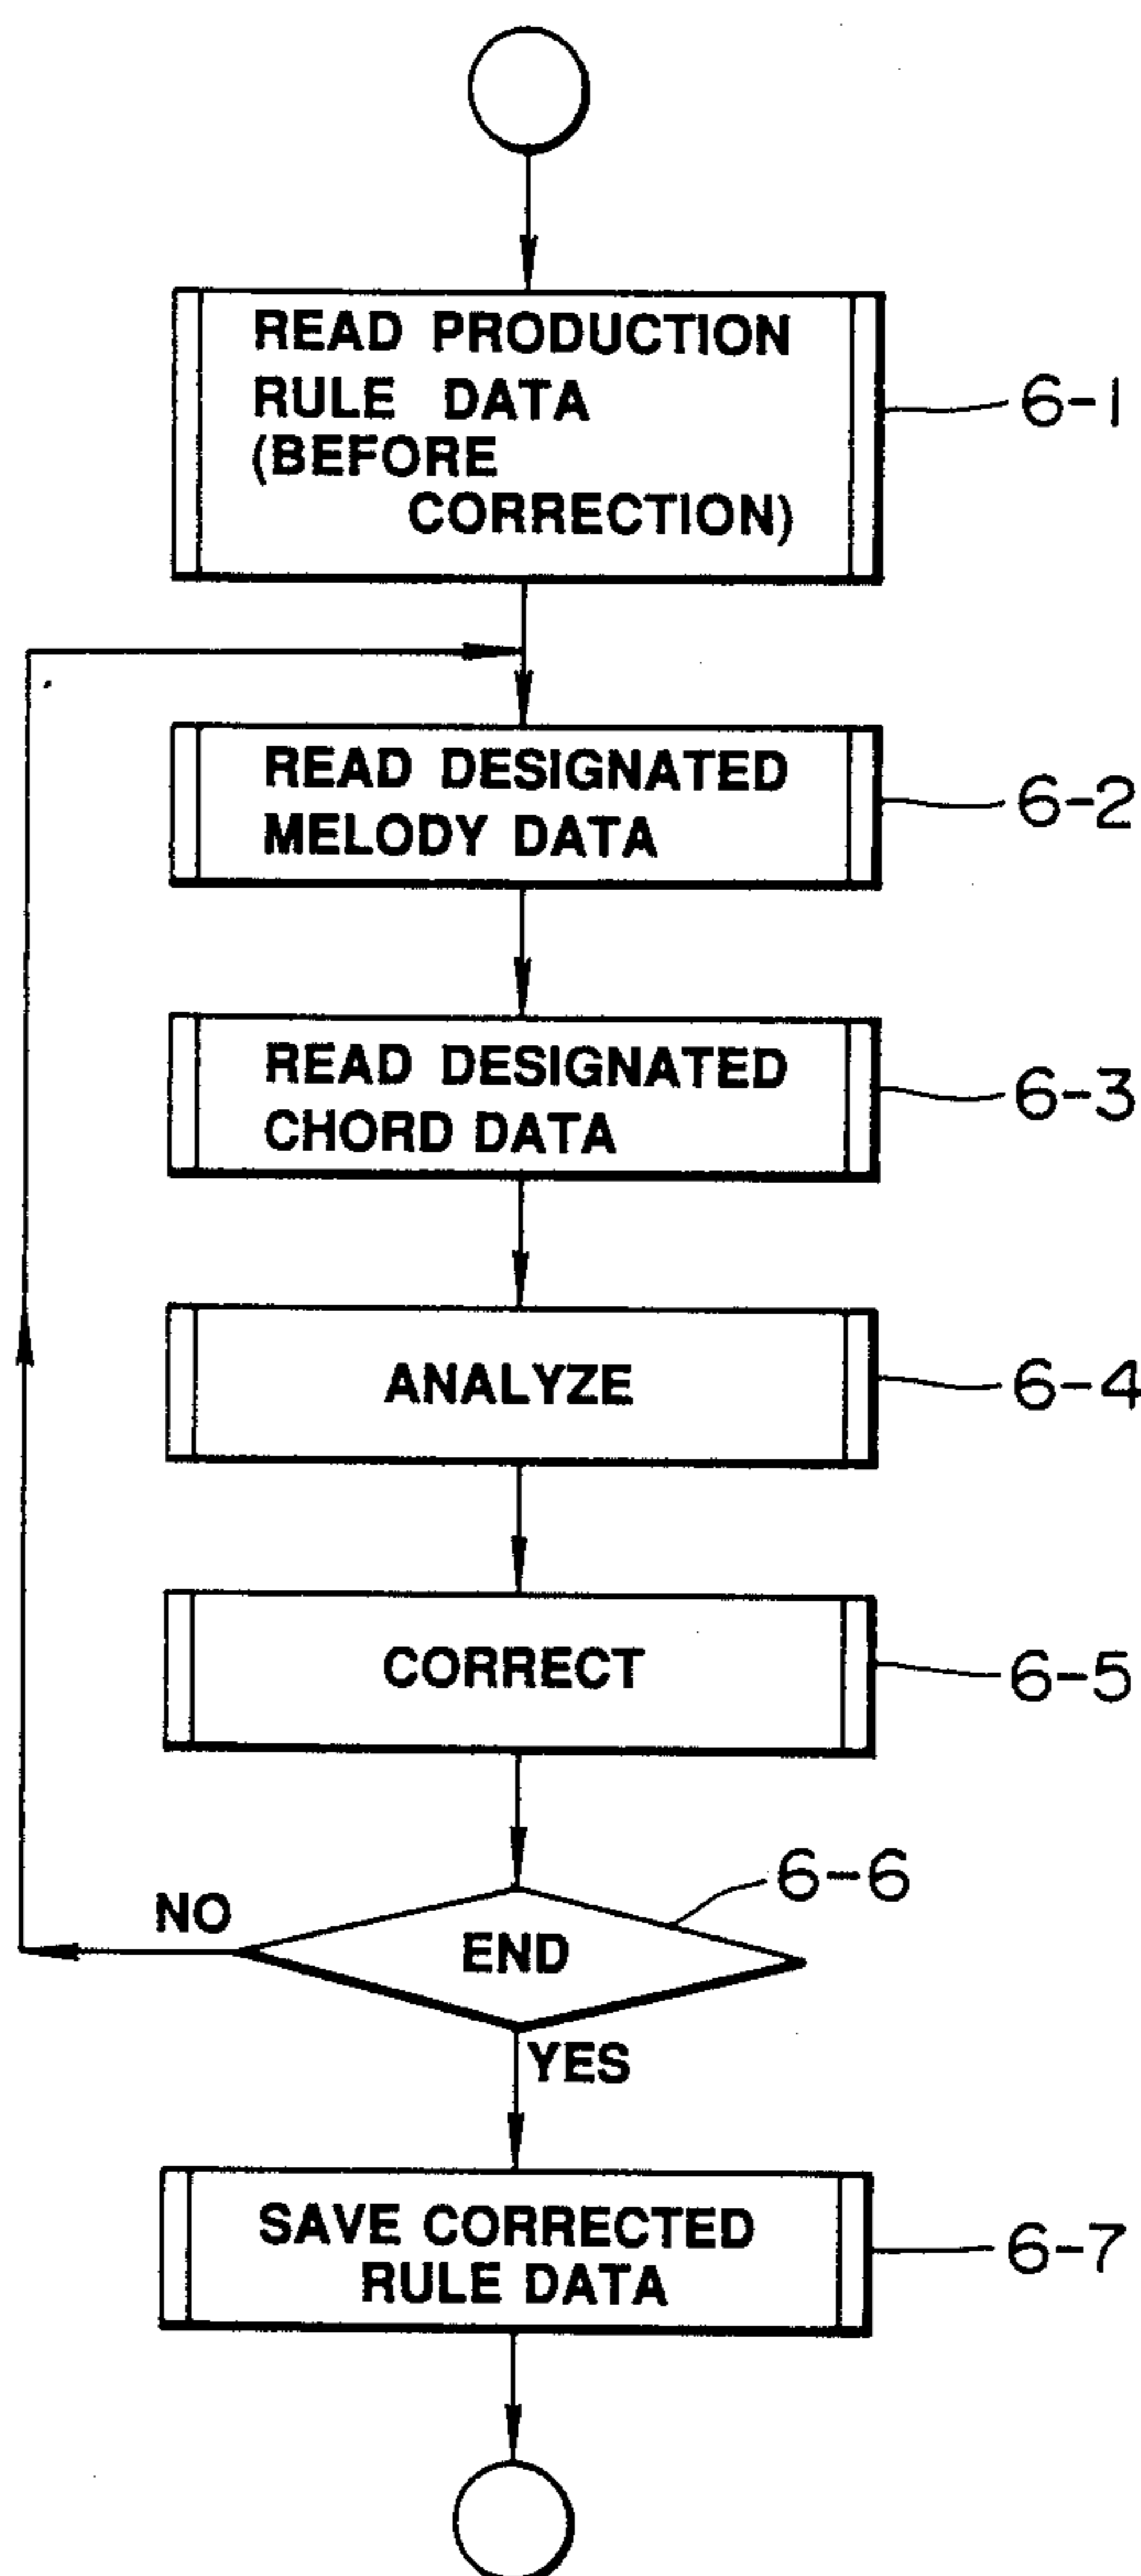 READ PRODUCTION
RULE DATA
(BEFORE
CORRECTION)
6-1
READ DESIGNATED
MELODY DATA
6-2
READ DESIGNATED
CHORD DATA
6-3
ANALYZE
6-4
CORRECT
6-5
6-6
NO
END
YES
SAVE CORRECTED
RULE DATA
6-7